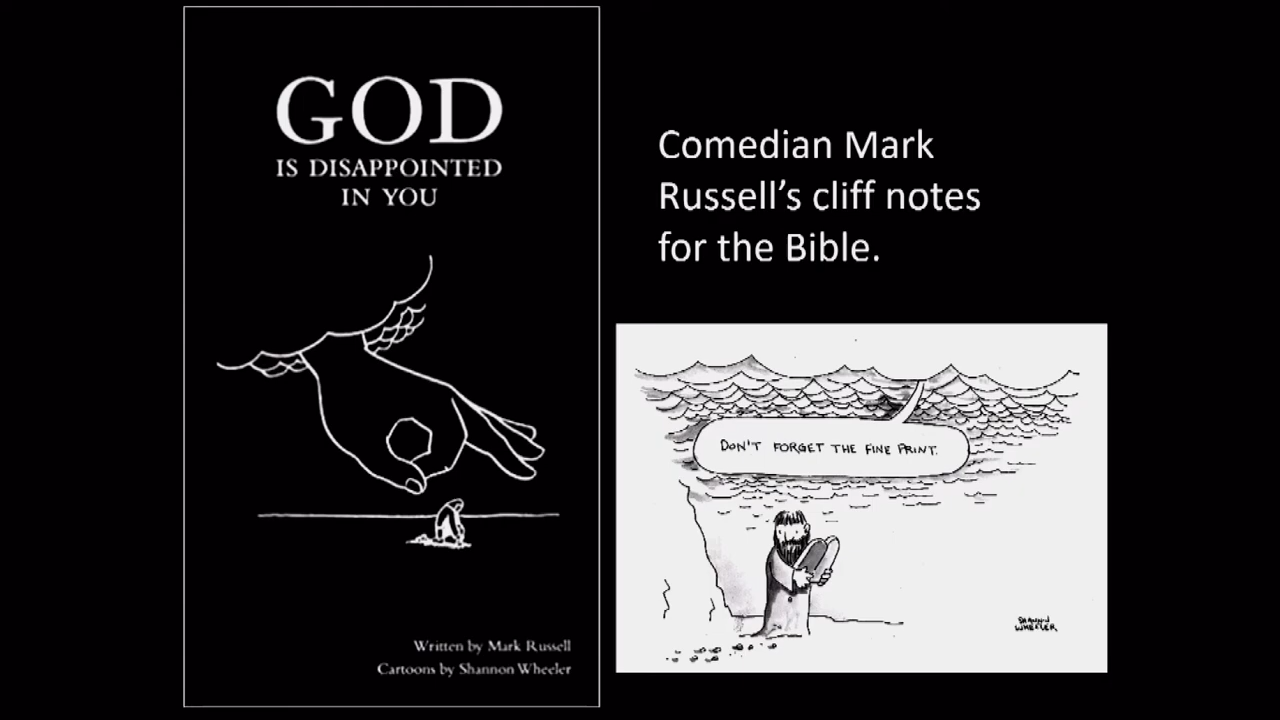 GOD
IS DISAPPOINTED
IN YOU
Written by Mark Russell
Cartoons by Shannon Wheeler
Comedian Mark
Russell’s cliff notes
for the Bible.
DON'T FORGET THE FINE PRINT.
SHANNON
WHEELER